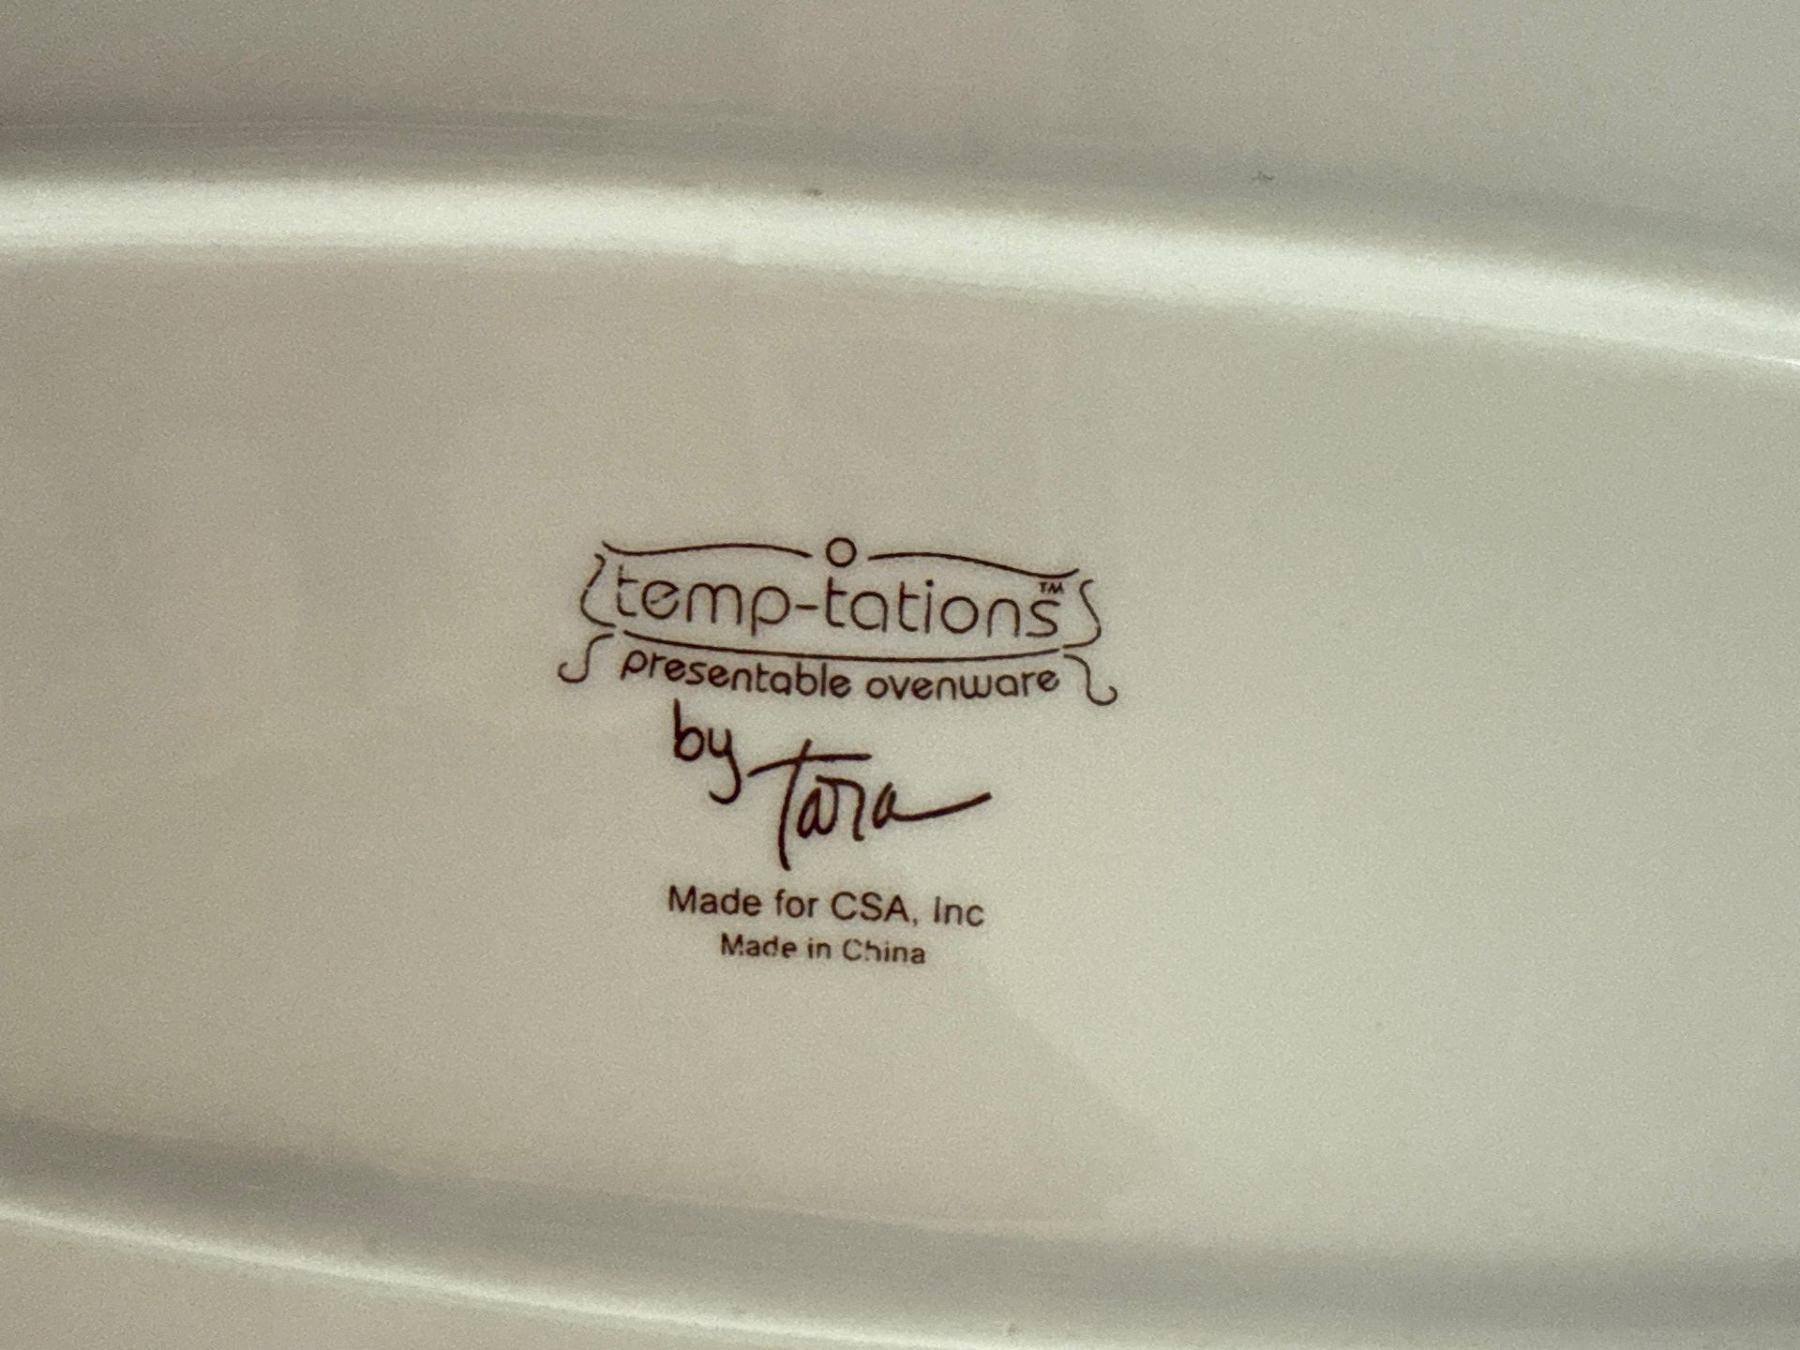 temp-tations™
presentable ovenware
by Tara
Made for CSA, Inc
Made in China